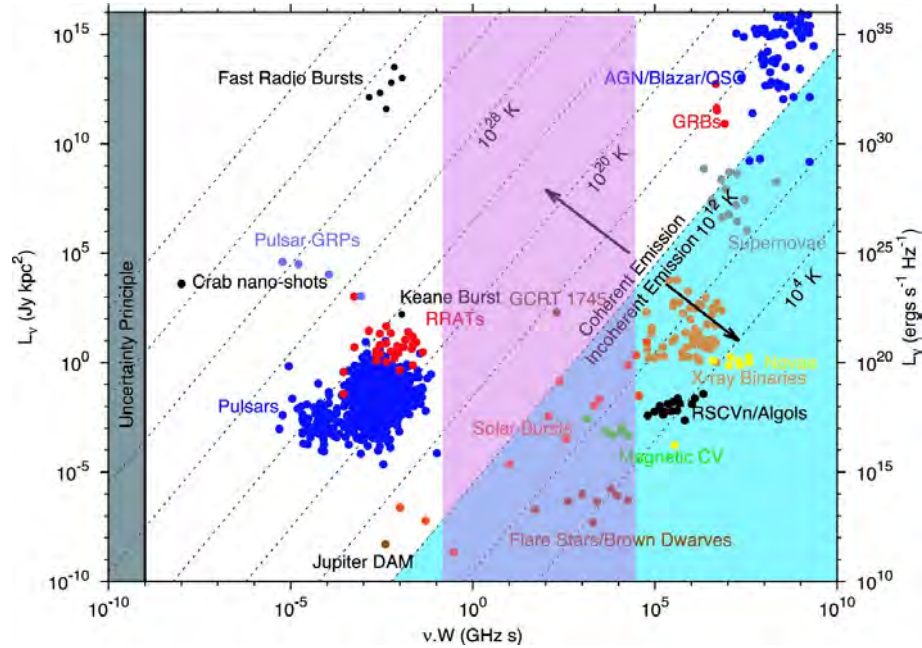 10^15
10^10
10^5
10^0
10^-5
10^-10
L_ν (Jy kpc^2)
10^35
10^30
10^25
10^20
10^15
10^10
L_ν (ergs s^-1 Hz^-1)
Uncertainty Principle
Fast Radio Bursts
10^28 K
10^20 K
AGN/Blazar/QSO
GRBs
Coherent Emission
Incoherent Emission
10^12 K
10^4 K
Supernovae
Pulsar GRPs
Crab nano-shots
Keane Burst
GCRT 1745
RRATs
Novae
X-ray Binaries
Pulsars
RSCVn/Algols
Solar Bursts
Magnetic CV
Flare Stars/Brown Dwarves
Jupiter DAM
10^-10
10^-5
10^0
10^5
10^10
ν.W (GHz s)